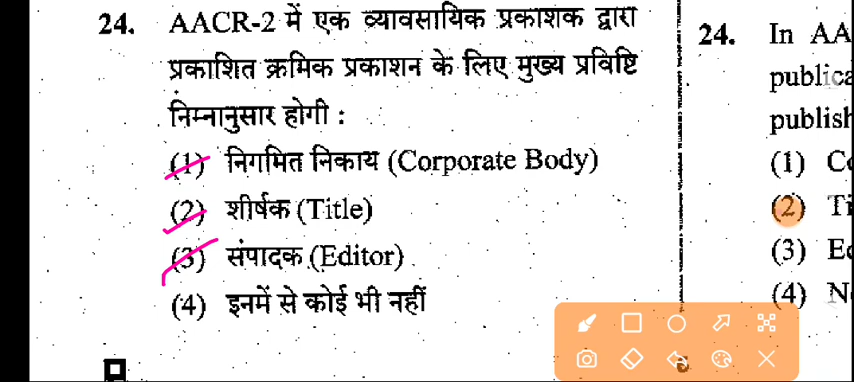 24. AACR-2 में एक व्यावसायिक प्रकाशक द्वारा
प्रकाशित क्रमिक प्रकाशन के लिए मुख्य प्रविष्टि
निम्नानुसार होगी :
(1) निगमित निकाय (Corporate Body)
(2) शीर्षक (Title)
(3) संपादक (Editor)
(4) इनमें से कोई भी नहीं
24. In AA
publica
publish
(1) C
(2) Ti
(3) Ed
(4) N